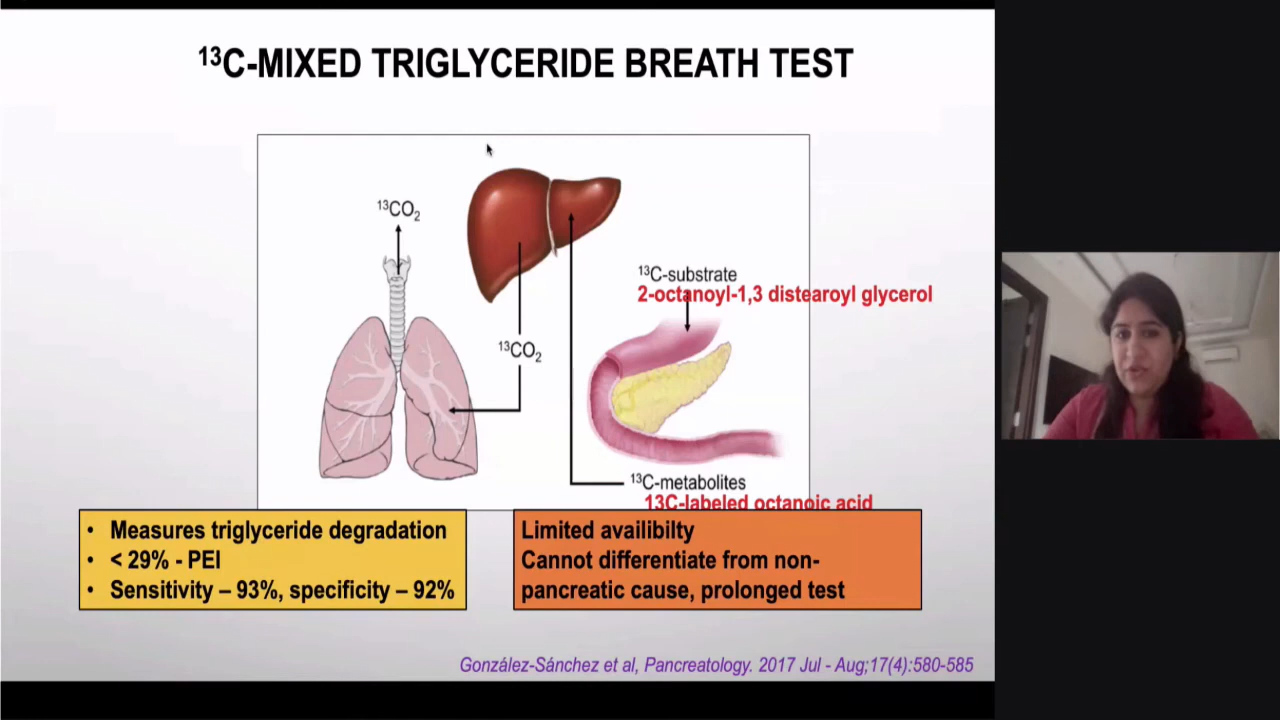 ¹³C-MIXED TRIGLYCERIDE BREATH TEST
¹³CO₂
¹³C-substrate
2-octanoyl-1,3 distearoyl glycerol
¹³CO₂
¹³C-metabolites
13C-labeled octanoic acid
• Measures triglyceride degradation
• < 29% - PEI
• Sensitivity – 93%, specificity – 92%
Limited availibilty
Cannot differentiate from non-
pancreatic cause, prolonged test
González-Sánchez et al, Pancreatology. 2017 Jul - Aug;17(4):580-585